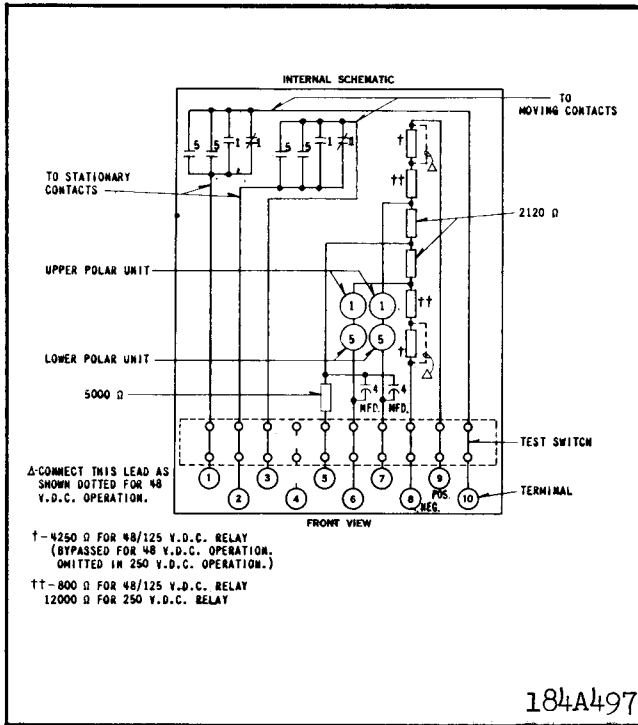 INTERNAL SCHEMATIC
TO
MOVING CONTACTS
5 5 1 1
5 5 1 1
†
Δ
TO STATIONARY
CONTACTS
††
2120 Ω
UPPER POLAR UNIT
1 1
††
LOWER POLAR UNIT
5 5
†
Δ
5000 Ω
4 4
MFD. MFD.
TEST SWITCH
Δ-CONNECT THIS LEAD AS
SHOWN DOTTED FOR 48
V.D.C. OPERATION.
1 3 5 7 9
2 4 6 8 10
POS.
NEG.
TERMINAL
FRONT VIEW
†-4250 Ω FOR 48/125 V.D.C. RELAY
(BYPASSED FOR 48 V.D.C. OPERATION.
OMITTED IN 250 V.D.C. OPERATION.)
††-800 Ω FOR 48/125 V.D.C. RELAY
12000 Ω FOR 250 V.D.C. RELAY
184A497